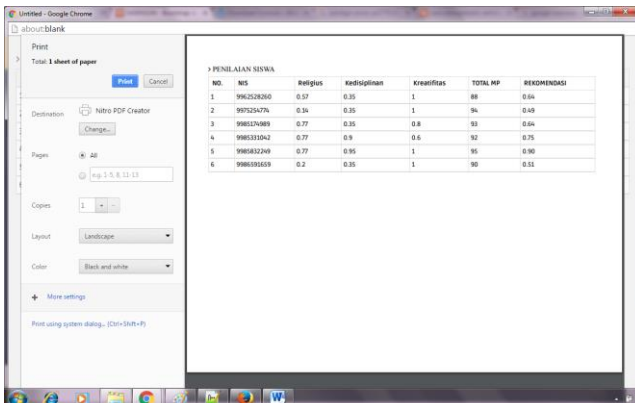 Untitled - Google Chrome
about:blank
Print
Total: 1 sheet of paper
Print Cancel
Destination Nitro PDF Creator
Change...
Pages All
e.g. 1-5, 8, 11-13
Copies 1 + -
Layout Landscape
Color Black and white
+ More settings
Print using system dialog... (Ctrl+Shift+P)
> PENILAIAN SISWA
NO. NIS Religius Kedisiplinan Kreatifitas TOTAL MP REKOMENDASI
1 9962528260 0.57 0.35 1 88 0.64
2 9975254774 0.14 0.35 1 94 0.49
3 9985174989 0.77 0.35 0.8 93 0.64
4 9985331042 0.77 0.9 0.6 92 0.75
5 9985832249 0.77 0.95 1 95 0.90
6 9986591659 0.2 0.35 1 90 0.51